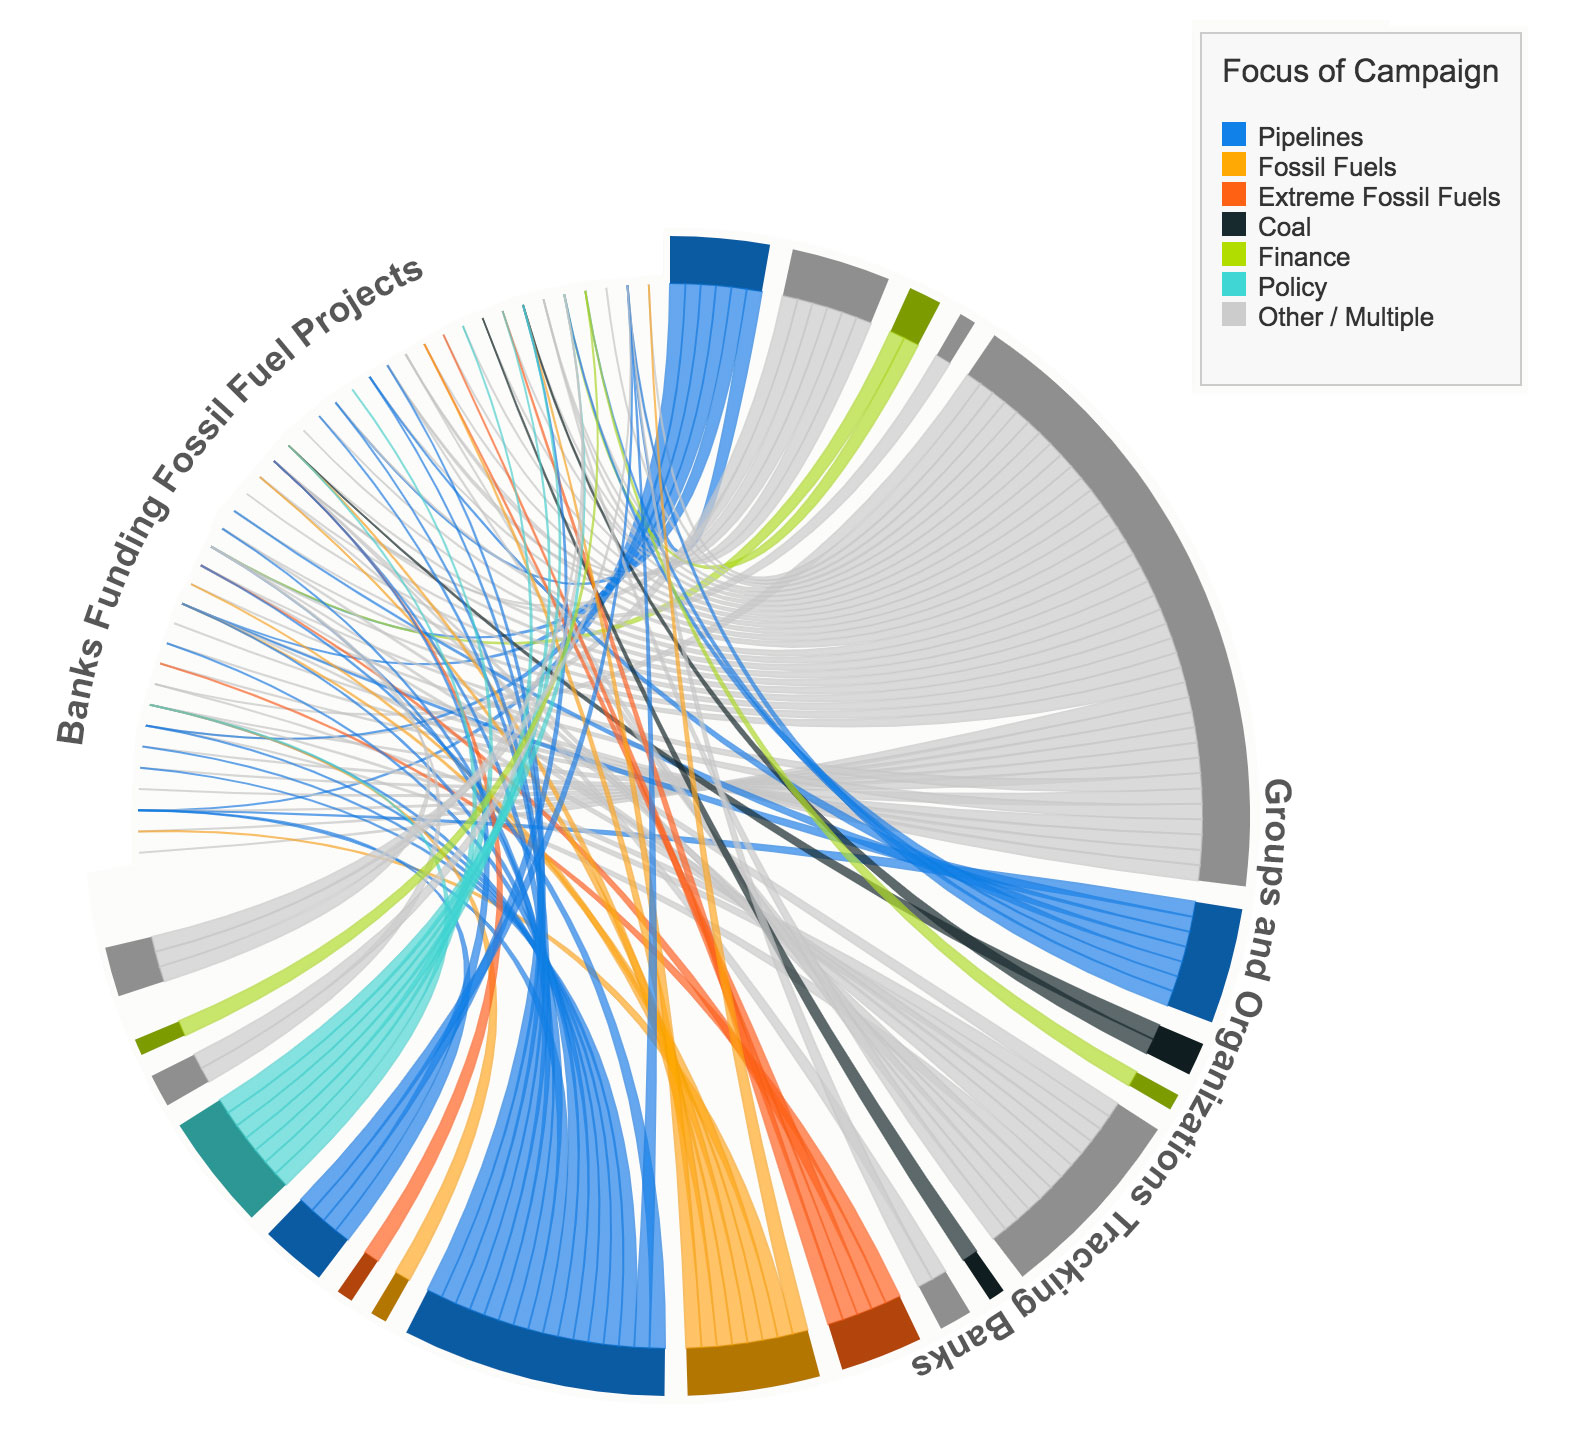 Focus of Campaign
Pipelines
Fossil Fuels
Extreme Fossil Fuels
Coal
Finance
Policy
Other / Multiple
Banks Funding Fossil Fuel Projects
Groups and Organizations Tracking Banks